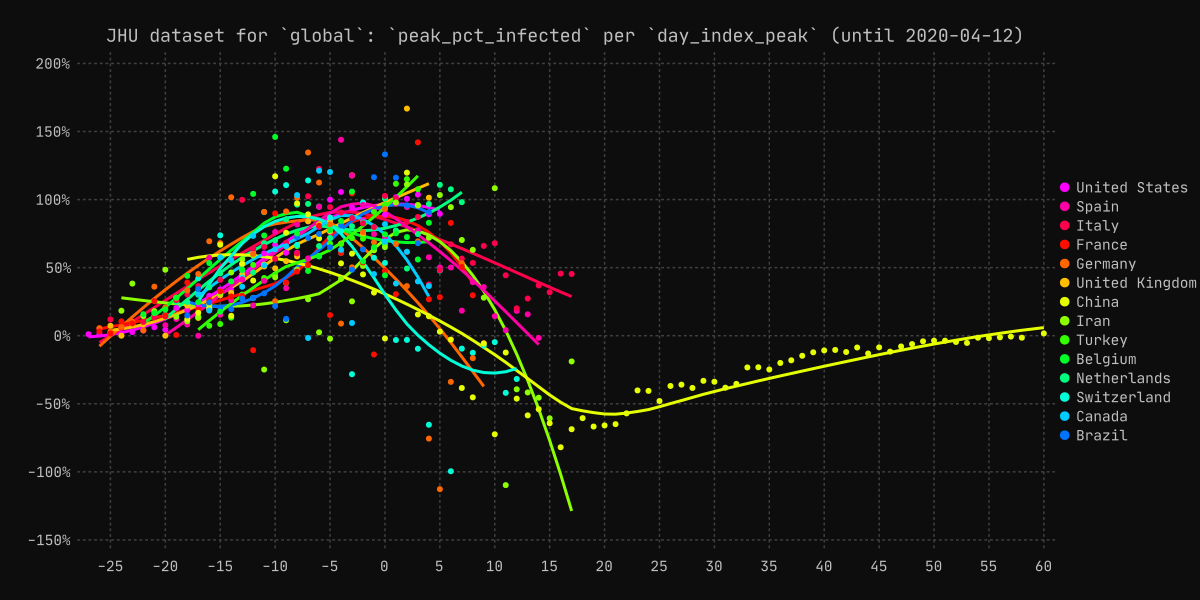 JHU dataset for `global`: `peak_pct_infected` per `day_index_peak` (until 2020-04-12)
200%
150%
100%
50%
0%
-50%
-100%
-150%
-25 -20 -15 -10 -5 0 5 10 15 20 25 30 35 40 45 50 55 60
United States
Spain
Italy
France
Germany
United Kingdom
China
Iran
Turkey
Belgium
Netherlands
Switzerland
Canada
Brazil